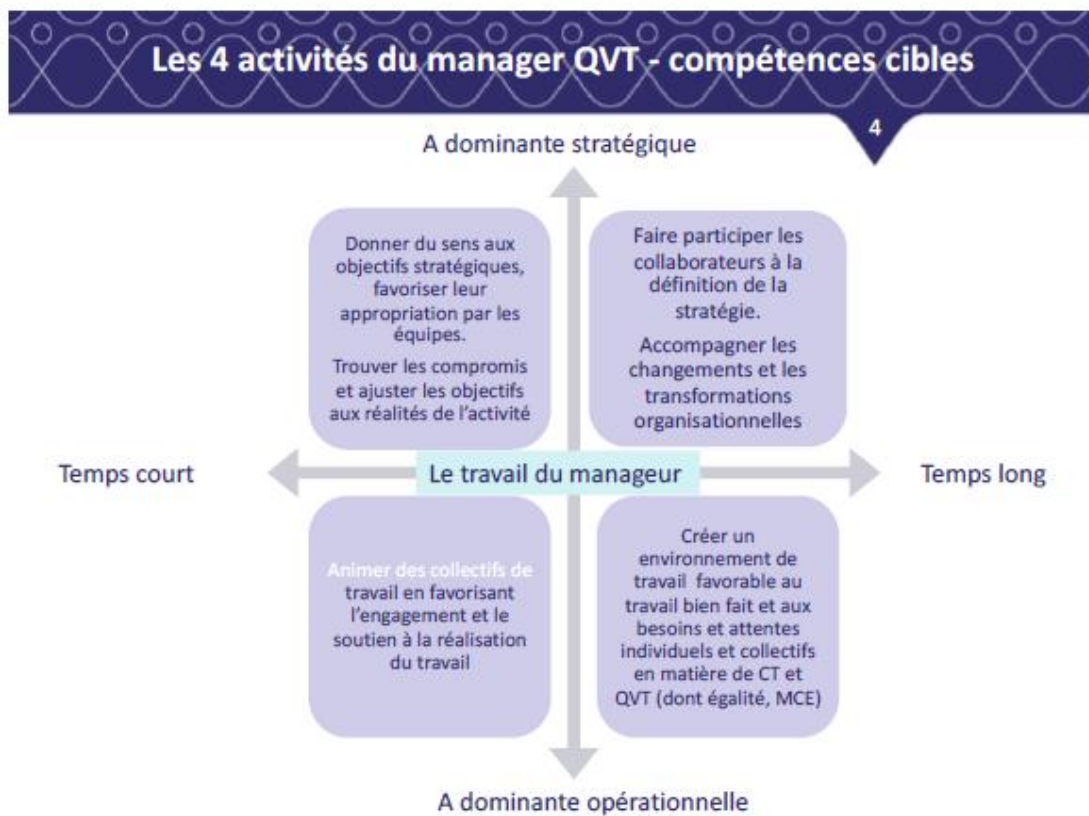 Les 4 activités du manager QVT - compétences cibles
4
A dominante stratégique
Donner du sens aux
objectifs stratégiques,
favoriser leur
appropriation par les
équipes.
Trouver les compromis
et ajuster les objectifs
aux réalités de l'activité
Faire participer les
collaborateurs à la
définition de la
stratégie.
Accompagner les
changements et les
transformations
organisationnelles
Temps court
Le travail du manageur
Temps long
Animer des collectifs de
travail en favorisant
l'engagement et le
soutien à la réalisation
du travail
Créer un
environnement de
travail favorable au
travail bien fait et aux
besoins et attentes
individuels et collectifs
en matière de CT et
QVT (dont égalité, MCE)
A dominante opérationnelle